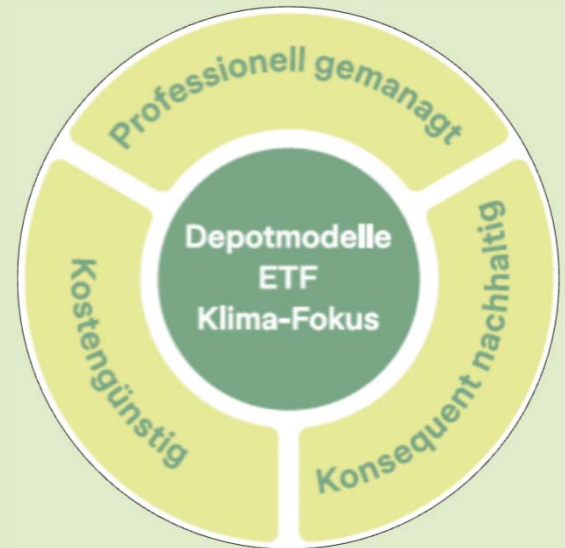 Professionell gemanagt
Depotmodelle
ETF
Klima-Fokus
Kostengünstig
Konsequent nachhaltig